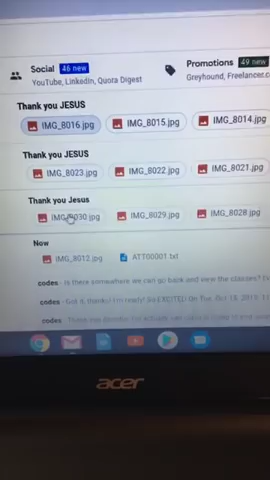 Social 46 new
YouTube, LinkedIn, Quora Digest
Promotions 49 new
Greyhound, Freelancer.c
Thank you JESUS
IMG_8016.jpg IMG_8015.jpg IMG_8014.jpg
Thank you JESUS
IMG_8023.jpg IMG_8022.jpg IMG_8021.jpg
Thank you Jesus
IMG_8030.jpg IMG_8029.jpg IMG_8028.jpg
Now
IMG_8012.jpg ATT00001.txt
codes - Is there somewhere we can go back and view the classes?
codes - Got it, thanks! I'm ready! So EXCITED! On Tue, Oct 15, 2019,
codes
acer